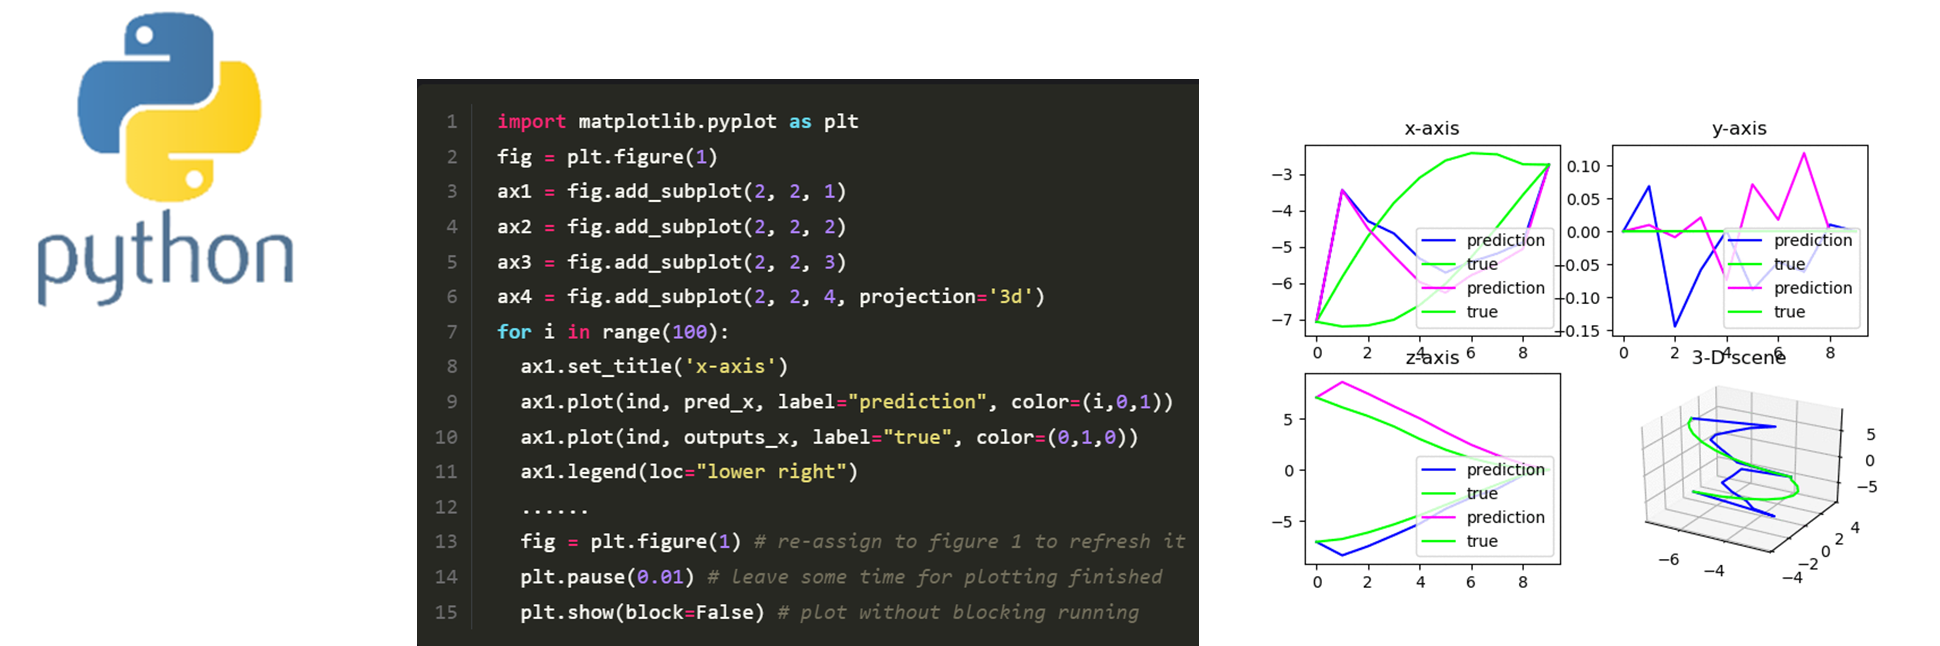 python
1 import matplotlib.pyplot as plt
2 fig = plt.figure(1)
3 ax1 = fig.add_subplot(2, 2, 1)
4 ax2 = fig.add_subplot(2, 2, 2)
5 ax3 = fig.add_subplot(2, 2, 3)
6 ax4 = fig.add_subplot(2, 2, 4, projection='3d')
7 for i in range(100):
8 ax1.set_title('x-axis')
9 ax1.plot(ind, pred_x, label="prediction", color=(i,0,1))
10 ax1.plot(ind, outputs_x, label="true", color=(0,1,0))
11 ax1.legend(loc="lower right")
12 ......
13 fig = plt.figure(1) # re-assign to figure 1 to refresh it
14 plt.pause(0.01) # leave some time for plotting finished
15 plt.show(block=False) # plot without blocking running
x-axis
−3
−4
−5
−6
−7
prediction
true
prediction
true
0 2 4 6 8
y-axis
0.10
0.05
0.00
−0.05
−0.10
−0.15
prediction
true
prediction
true
0 2 4 6 8
z-axis
5
0
−5
prediction
true
prediction
true
0 2 4 6 8
3-D scene
5
0
−5
4
2
0
−2
−4
−6
−4